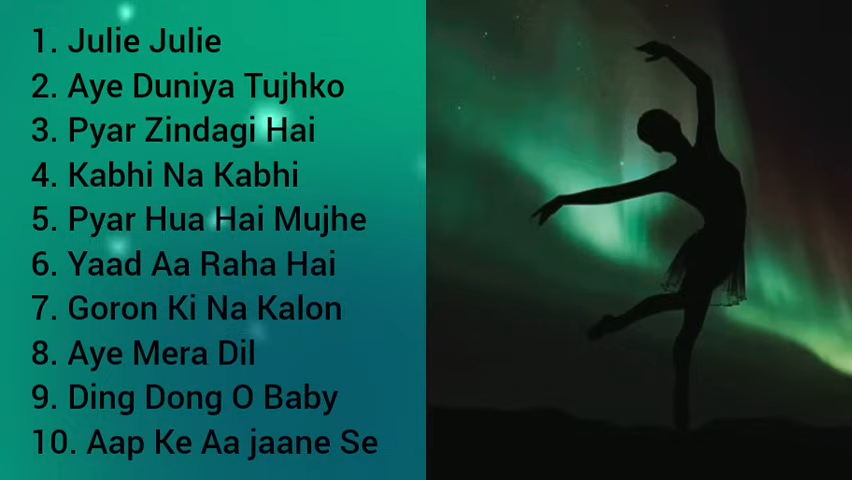 1. Julie Julie
2. Aye Duniya Tujhko
3. Pyar Zindagi Hai
4. Kabhi Na Kabhi
5. Pyar Hua Hai Mujhe
6. Yaad Aa Raha Hai
7. Goron Ki Na Kalon
8. Aye Mera Dil
9. Ding Dong O Baby
10. Aap Ke Aa jaane Se